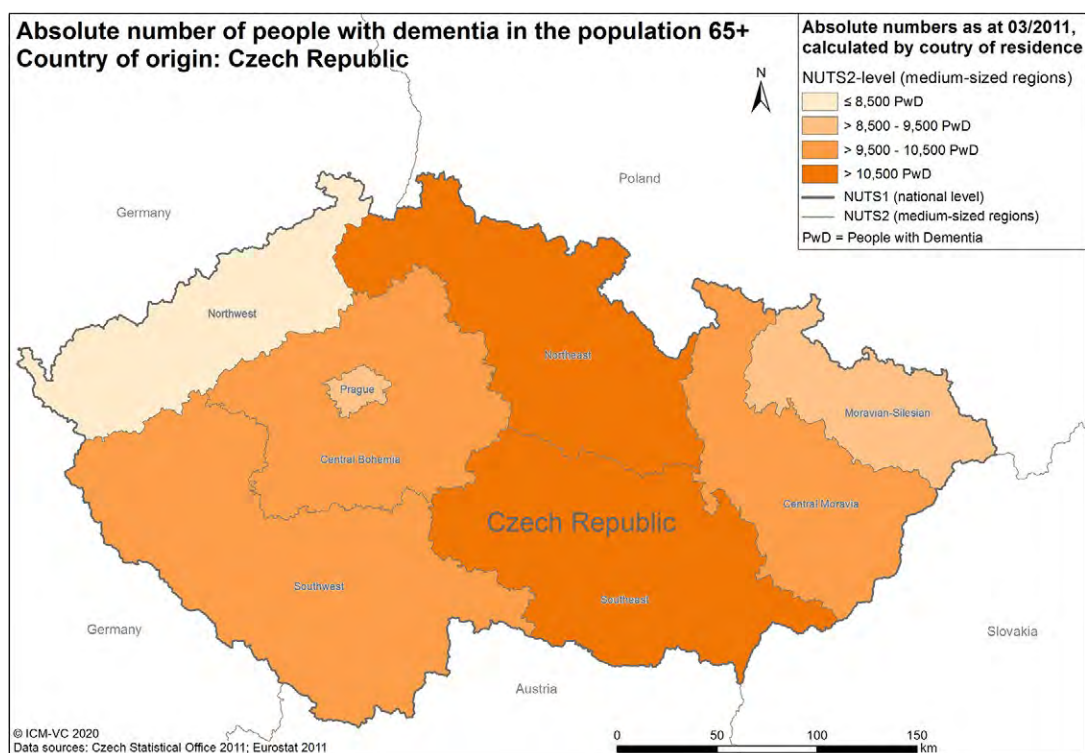 Absolute number of people with dementia in the population 65+
Country of origin: Czech Republic
Absolute numbers as at 03/2011,
calculated by coutry of residence
NUTS2-level (medium-sized regions)
≤ 8,500 PwD
> 8,500 - 9,500 PwD
> 9,500 - 10,500 PwD
> 10,500 PwD
NUTS1 (national level)
NUTS2 (medium-sized regions)
PwD = People with Dementia
N
Poland
Germany
Northwest
Northeast
Prague
Moravian-Silesian
Central Bohemia
Central Moravia
Czech Republic
Southwest
Southeast
Germany
Slovakia
Austria
© ICM-VC 2020
Data sources: Czech Statistical Office 2011; Eurostat 2011
0 50 100 150
km